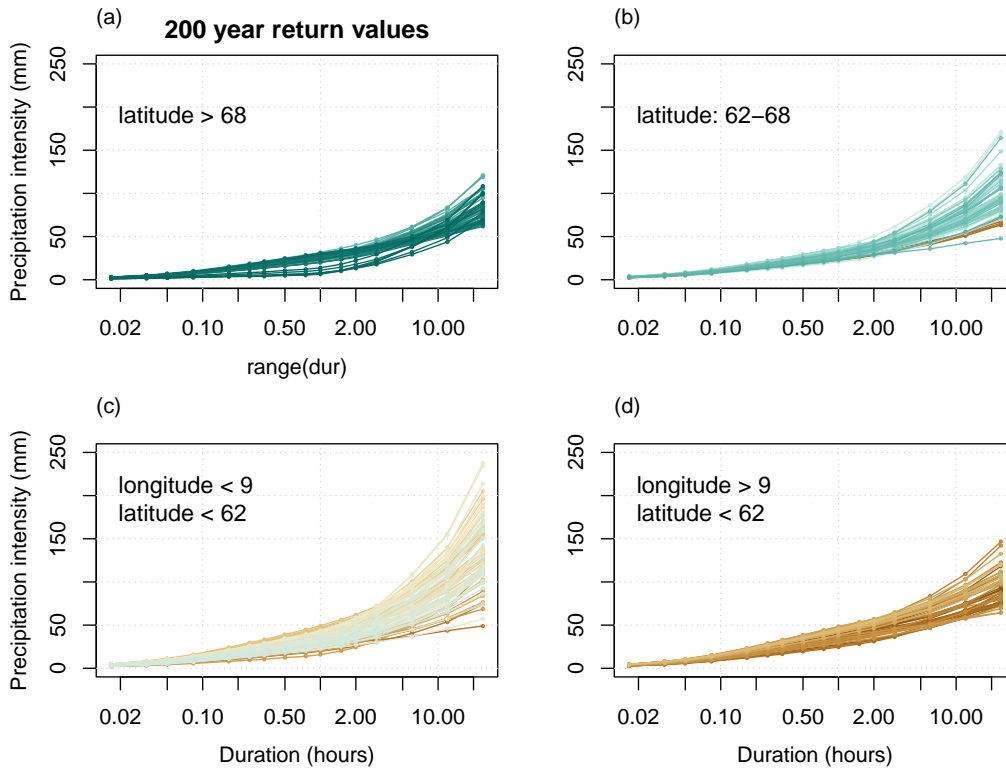 (a)
200 year return values
(b)
Precipitation intensity (mm)
250
150
50
0
latitude > 68
latitude: 62–68
0.02 0.10 0.50 2.00 10.00
0.02 0.10 0.50 2.00 10.00
range(dur)
(c)
(d)
Precipitation intensity (mm)
250
150
50
0
longitude < 9
latitude < 62
250
150
50
0
longitude > 9
latitude < 62
250
150
50
0
0.02 0.10 0.50 2.00 10.00
0.02 0.10 0.50 2.00 10.00
Duration (hours)
Duration (hours)